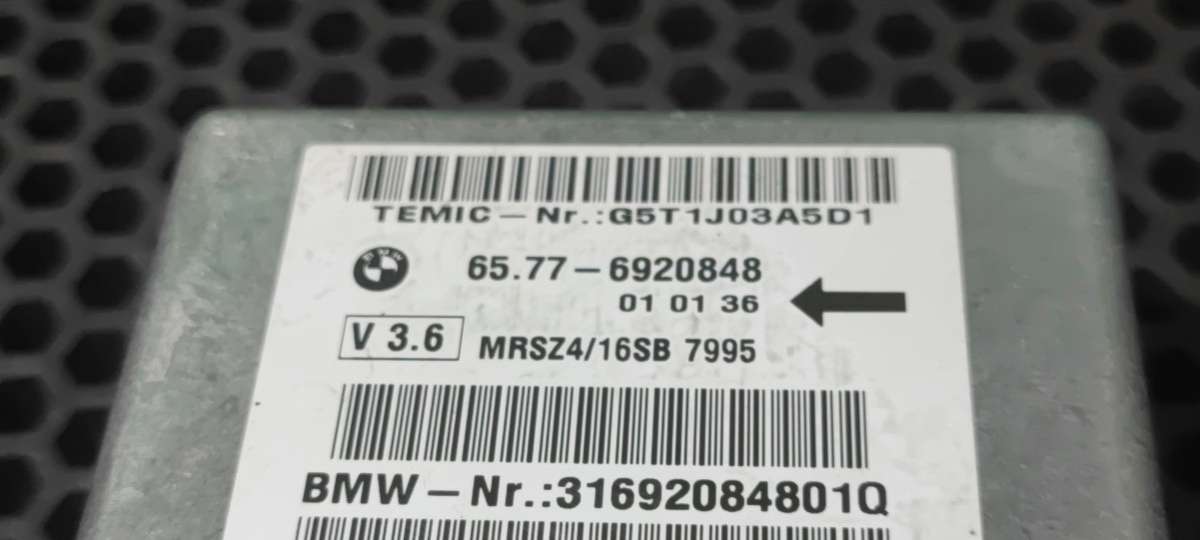 TEMIC - Nr.:G5T1J03A5D1
65.77-6920848
01 01 36
V 3.6 MRSZ4/16SB 7995
BMW - Nr.:31692084801Q